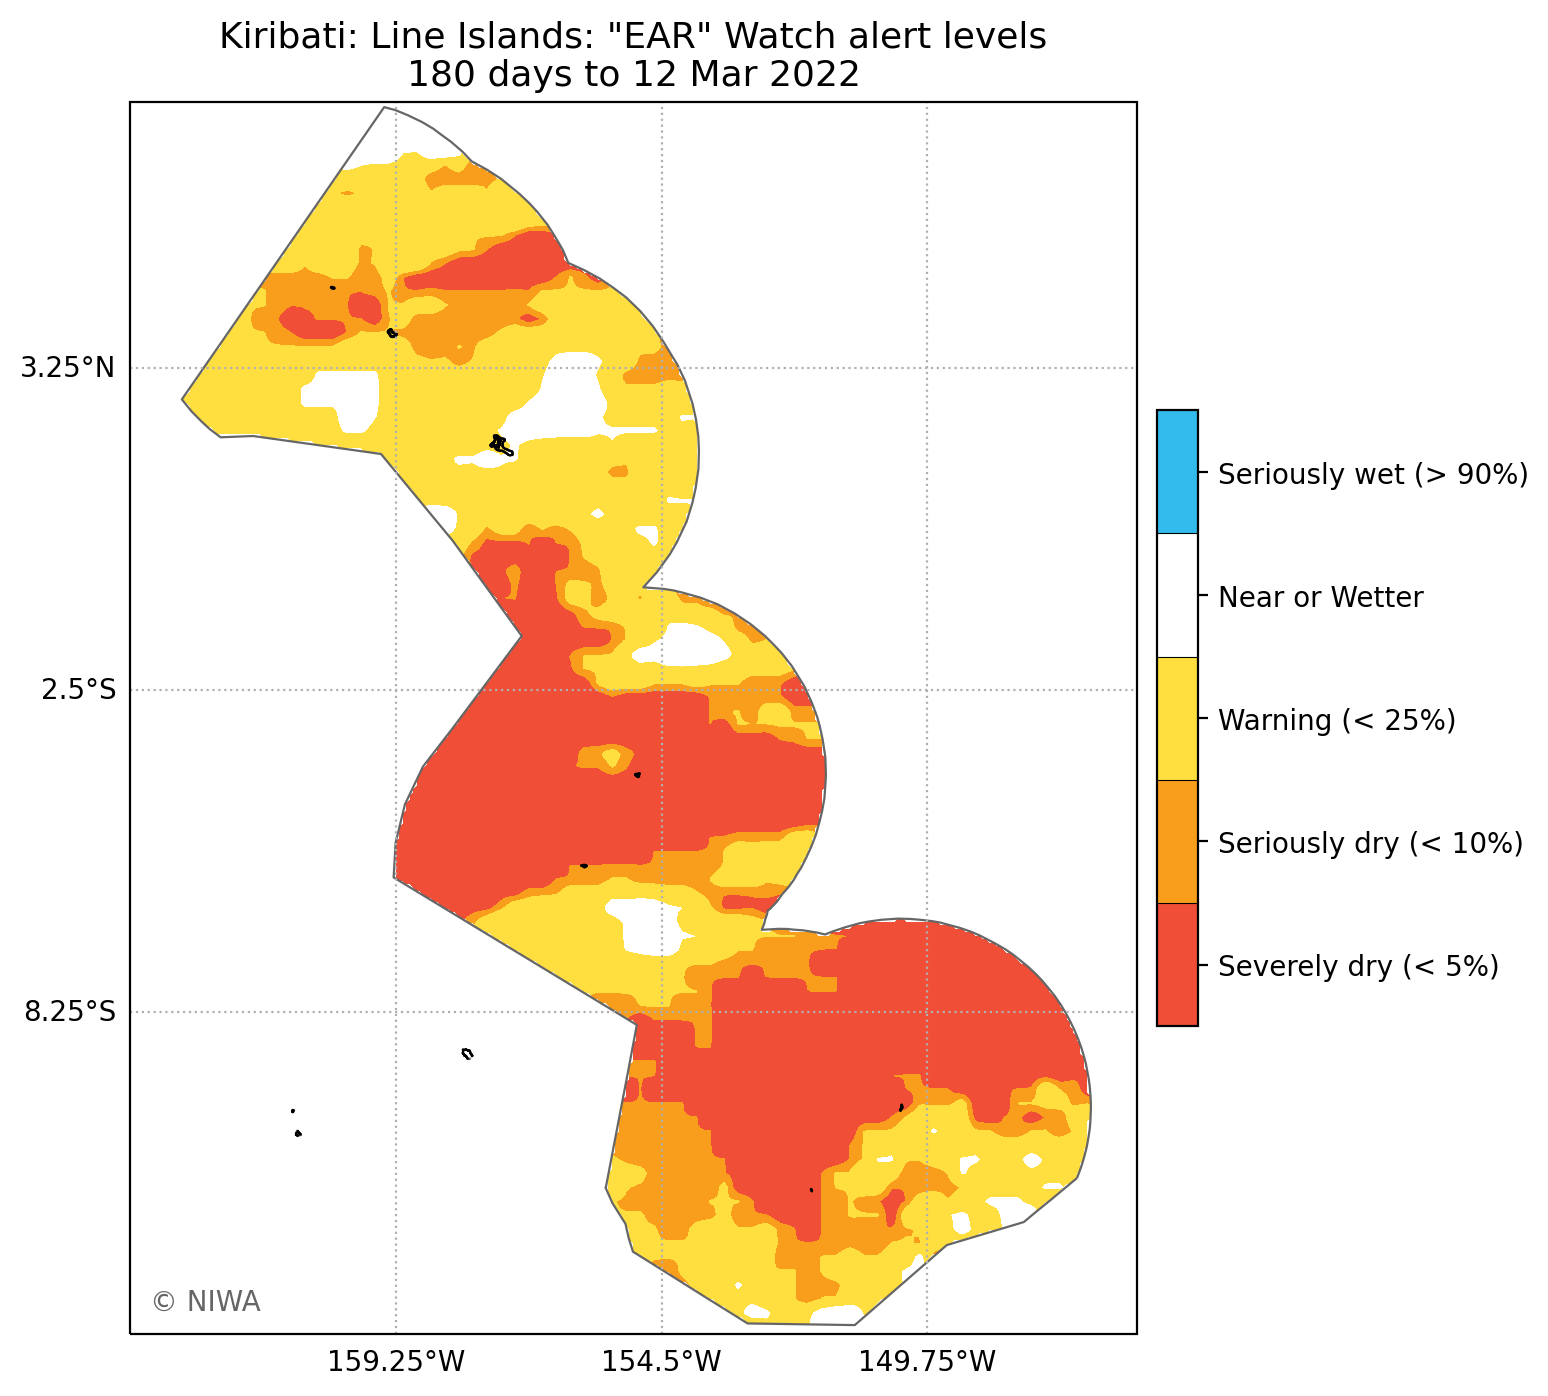 Kiribati: Line Islands: "EAR" Watch alert levels
180 days to 12 Mar 2022
3.25°N
2.5°S
8.25°S
159.25°W
154.5°W
149.75°W
Seriously wet (> 90%)
Near or Wetter
Warning (< 25%)
Seriously dry (< 10%)
Severely dry (< 5%)
© NIWA